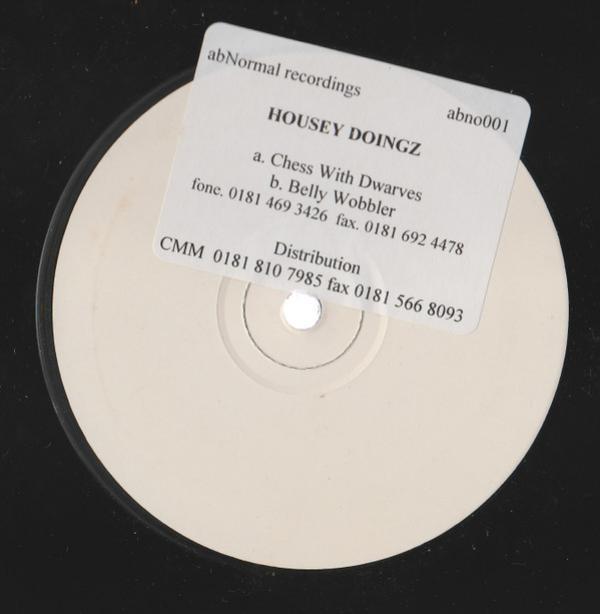 abNormal recordings
abno001
HOUSEY DOINGZ
a. Chess With Dwarves
b. Belly Wobbler
fone. 0181 469 3426 fax. 0181 692 4478
Distribution
CMM 0181 810 7985 fax 0181 566 8093